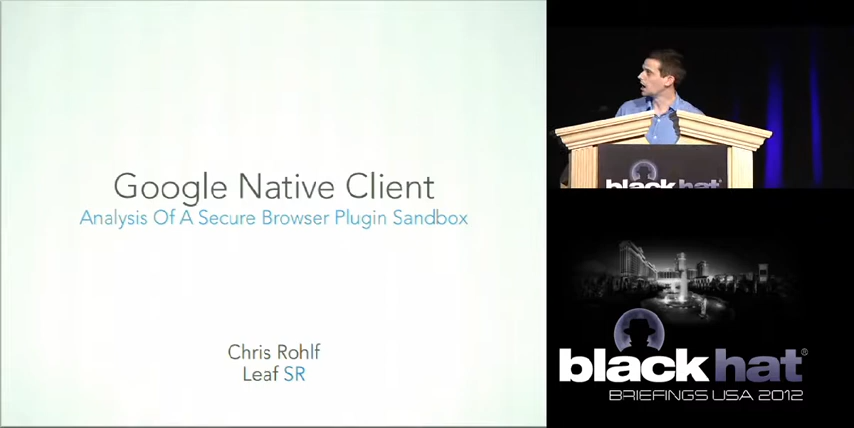 Google Native Client
Analysis Of A Secure Browser Plugin Sandbox
Chris Rohlf
Leaf SR
black hat
black hat®
BRIEFINGS USA 2012